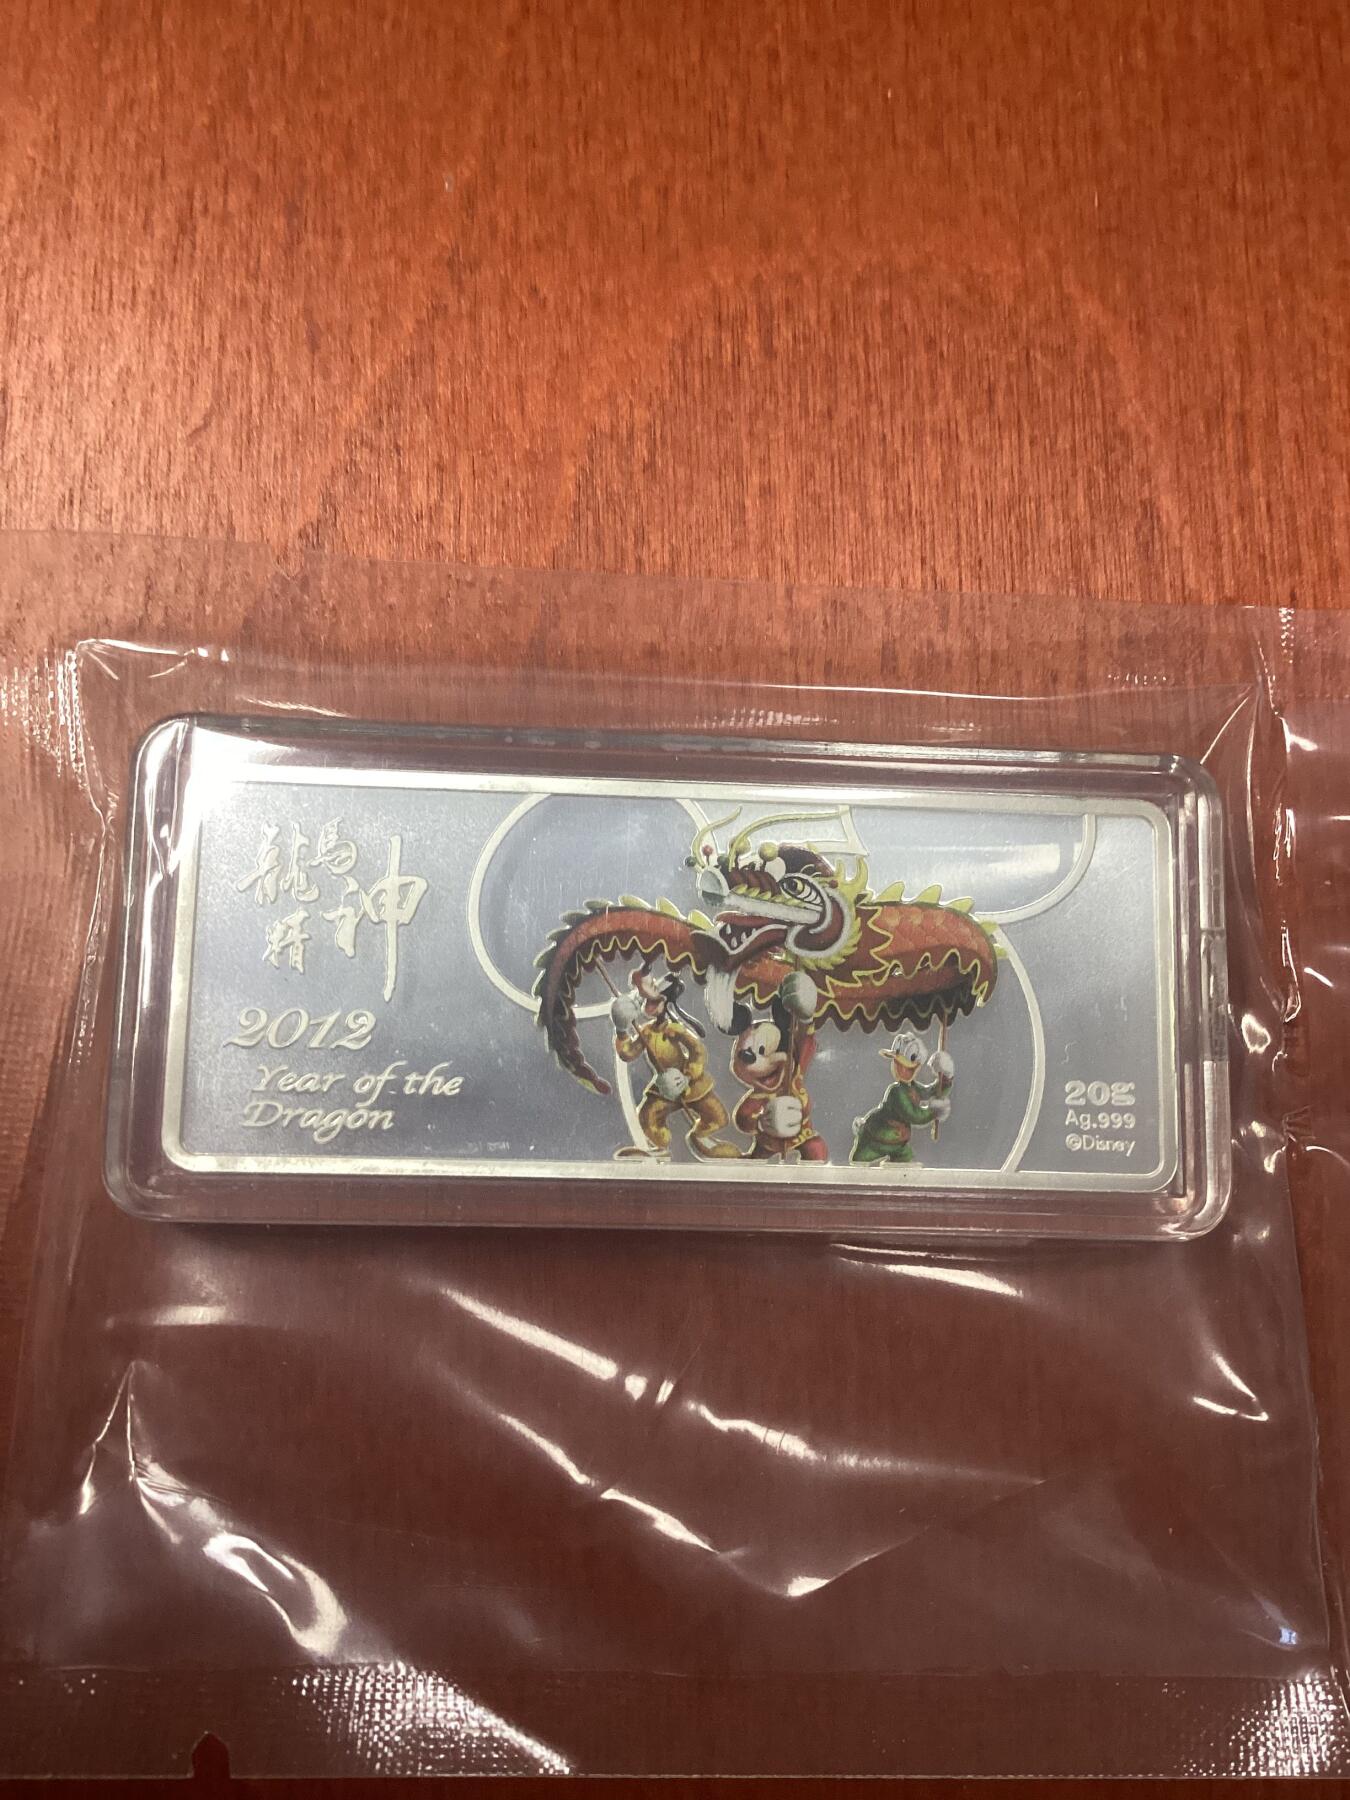 龍馬
精神
2012
Year of the
Dragon
20g
Ag.999
©Disney